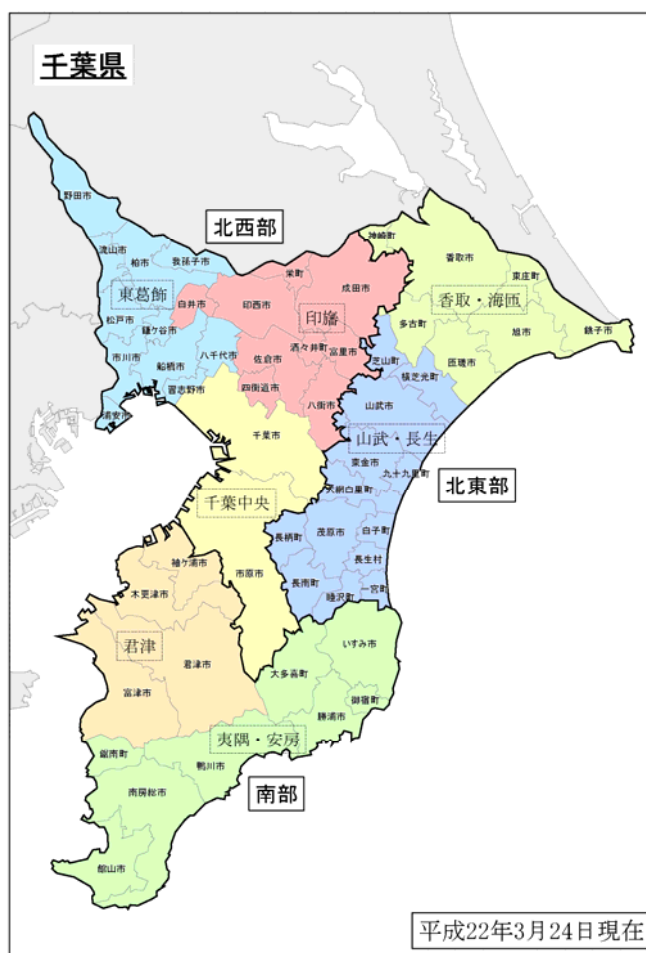 千葉県
野田市
北西部
流山市
柏市
我孫子市
東葛飾
白井市
松戸市
鎌ケ谷市
市川市
船橋市
八千代市
習志野市
浦安市
栄町
成田市
印西市
印旛
酒々井町
佐倉市
富里市
四街道市
八街市
神崎町
香取市
東庄町
香取・海匝
多古町
旭市
銚子市
匝瑳市
芝山町
横芝光町
山武市
山武・長生
東金市
九十九里町
大網白里町
北東部
千葉市
千葉中央
市原市
長柄町
茂原市
白子町
長生村
長南町
一宮町
睦沢町
袖ケ浦市
木更津市
君津
君津市
富津市
いすみ市
大多喜町
御宿町
勝浦市
夷隅・安房
鋸南町
鴨川市
南房総市
南部
館山市
平成22年3月24日現在